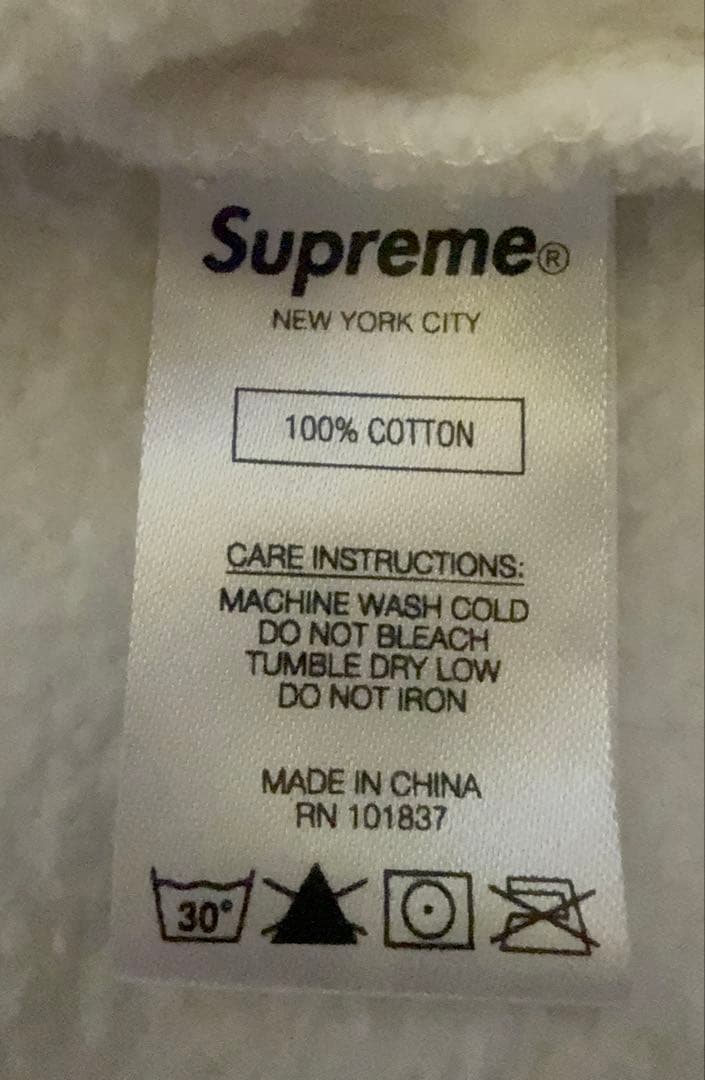 Supreme®
NEW YORK CITY
100% COTTON
CARE INSTRUCTIONS:
MACHINE WASH COLD
DO NOT BLEACH
TUMBLE DRY LOW
DO NOT IRON
MADE IN CHINA
RN 101837
30°